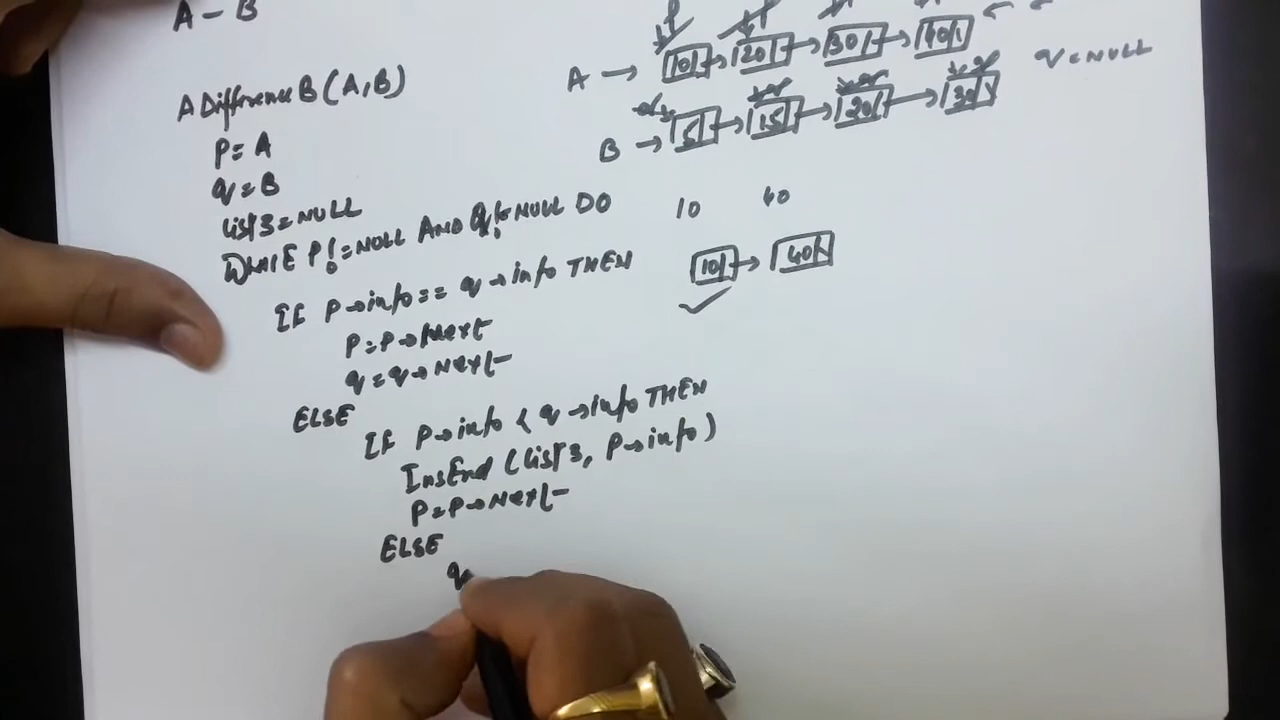 A - B
A → 10 → 20 → 30 → 40
q = NULL
B → 5 → 15 → 20 → 30
ADifferenceB(A,B)
P = A
q = B
List3 = NULL
WHILE P != NULL AND q != NULL DO
10 40
10 → 40
If P→info == q→info THEN
P = P→Next
q = q→Next
ELSE
If P→info < q→info THEN
InsEnd (List3, P→info)
P = P→Next
ELSE
q